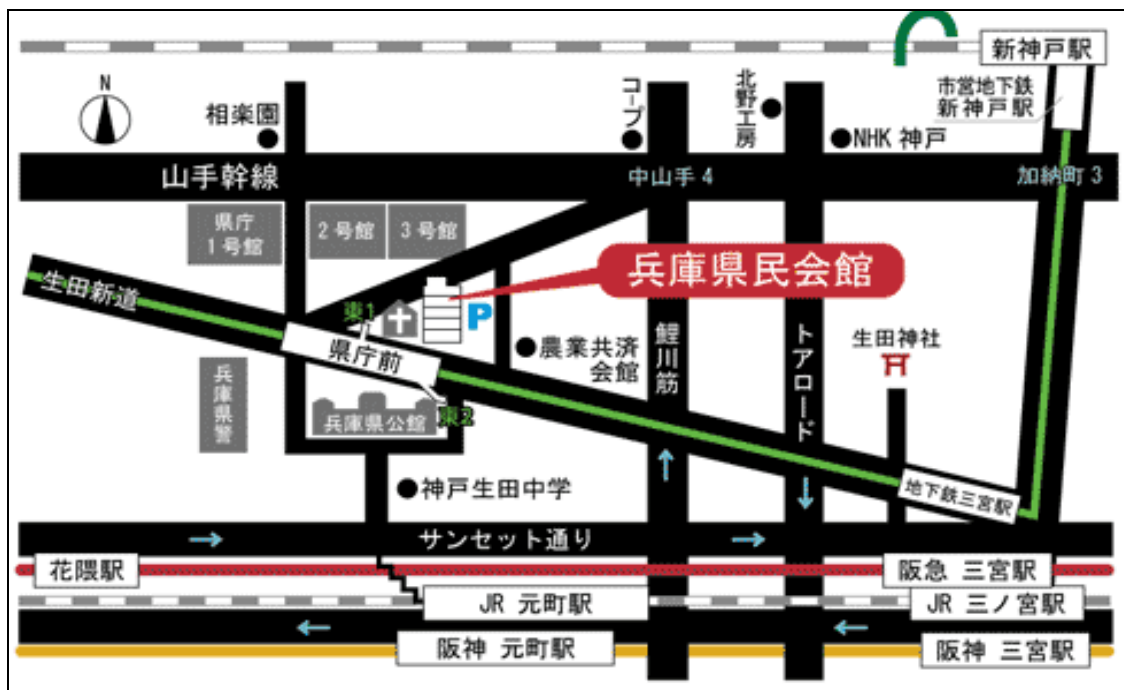 新神戸駅
N
市営地下鉄
新神戸駅
相楽園
コープ
北野工房
NHK 神戸
山手幹線
中山手 4
加納町 3
県庁
1 号館
2 号館
3 号館
兵庫県民会館
生田新道
東1
P
県庁前
農業共済
会館
鯉川筋
トアロード
生田神社
兵庫県警
兵庫県公館
東2
神戸生田中学
地下鉄三宮駅
サンセット通り
花隈駅
阪急 三宮駅
JR 元町駅
JR 三ノ宮駅
阪神 元町駅
阪神 三宮駅